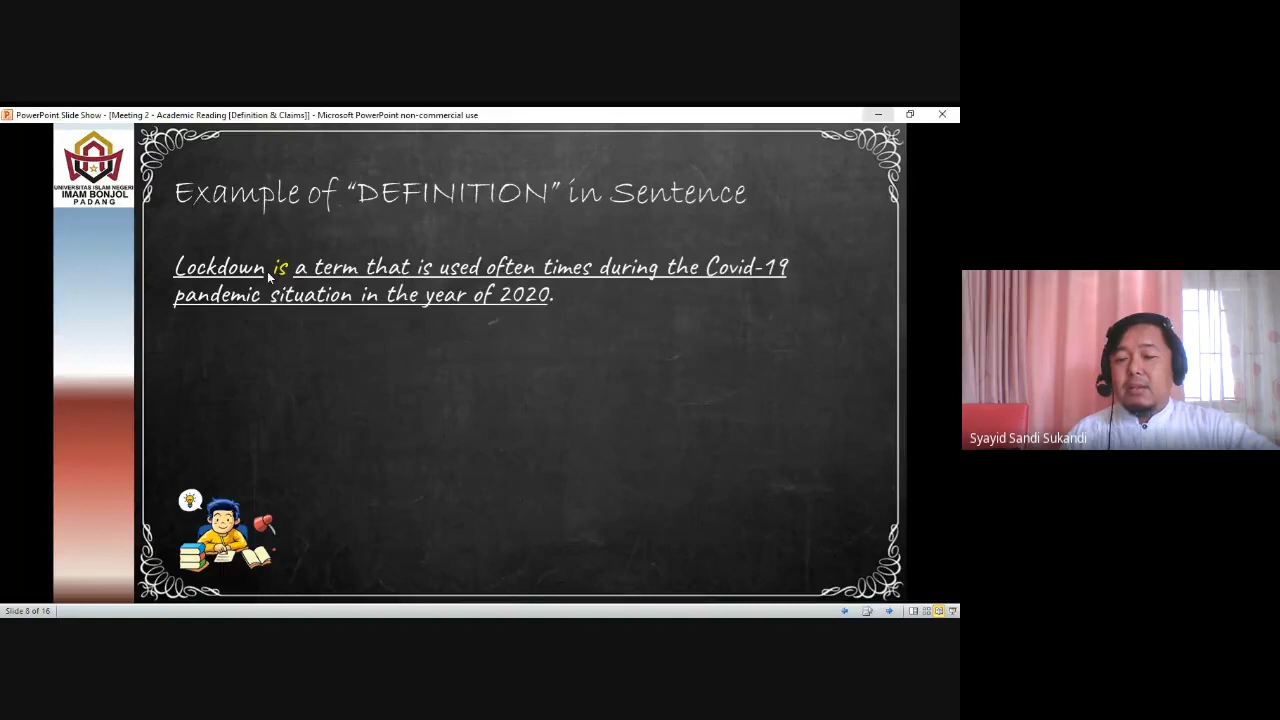 PowerPoint Slide Show - [Meeting 2 - Academic Reading [Definition & Claims]] - Microsoft PowerPoint non-commercial use
UNIVERSITAS ISLAM NEGERI
IMAM BONJOL
PADANG
Example of “DEFINITION” in Sentence
Lockdown is a term that is used often times during the Covid-19
pandemic situation in the year of 2020.
Syayid Sandi Sukandi
Slide 8 of 16